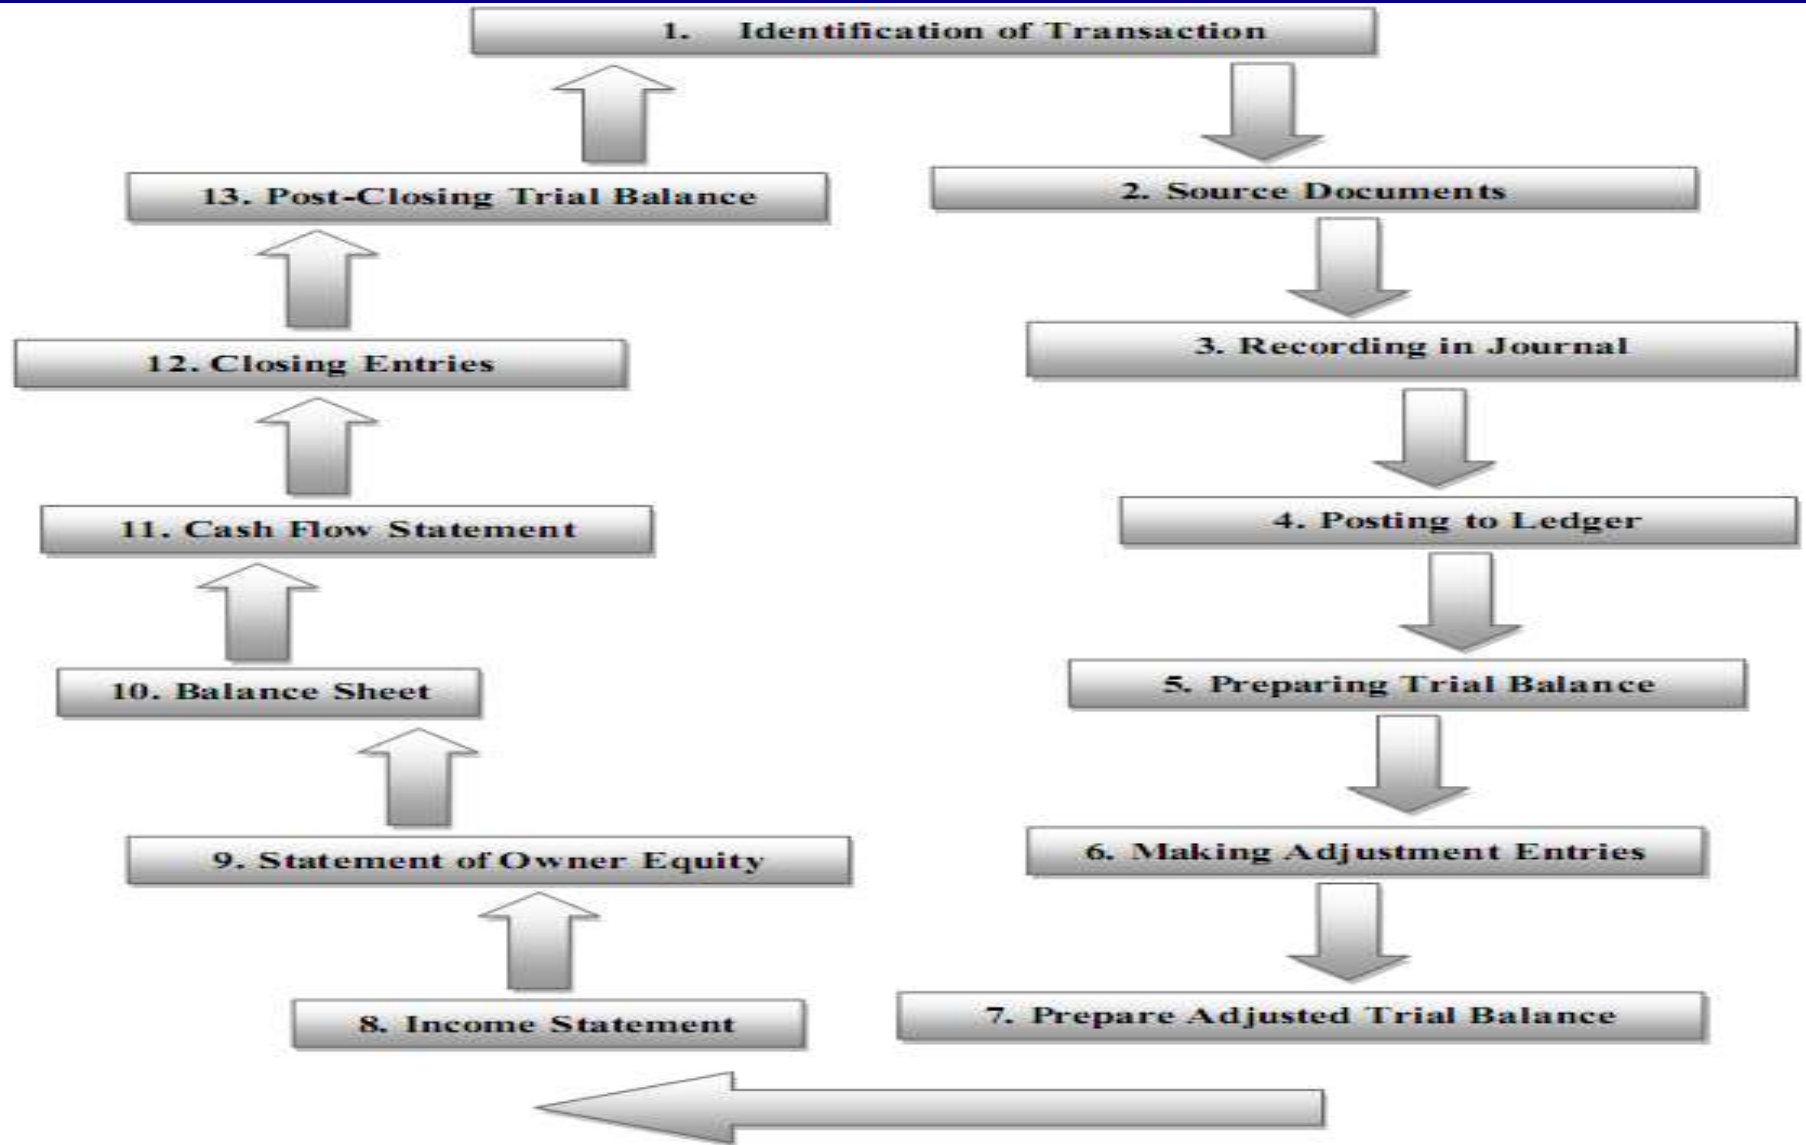 1. Identification of Transaction
2. Source Documents
3. Recording in Journal
4. Posting to Ledger
5. Preparing Trial Balance
6. Making Adjustment Entries
7. Prepare Adjusted Trial Balance
8. Income Statement
9. Statement of Owner Equity
10. Balance Sheet
11. Cash Flow Statement
12. Closing Entries
13. Post-Closing Trial Balance